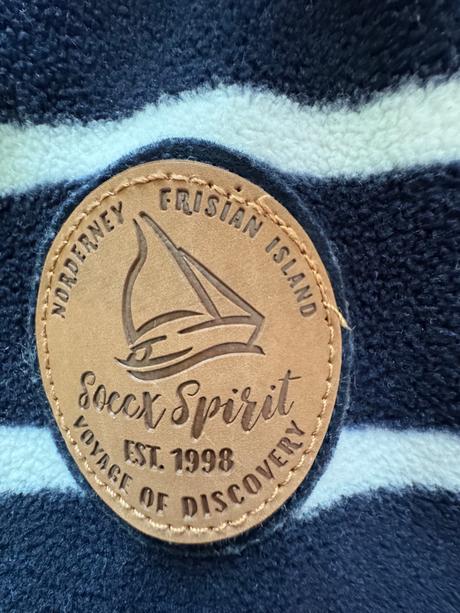 NORDERNEY FRISIAN ISLAND
Soccx Spirit
EST. 1998
VOYAGE OF DISCOVERY